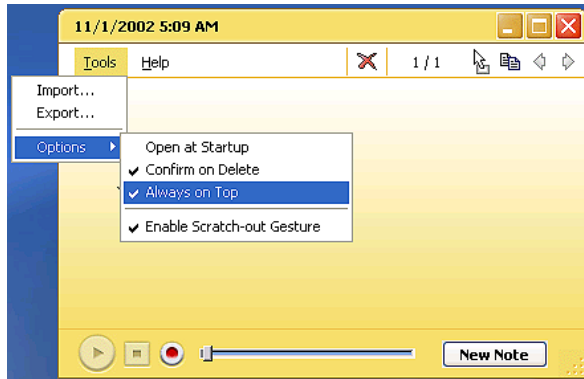 11/1/2002 5:09 AM
Tools Help 1 / 1
Import...
Export...
Options
Open at Startup
Confirm on Delete
Always on Top
Enable Scratch-out Gesture
New Note